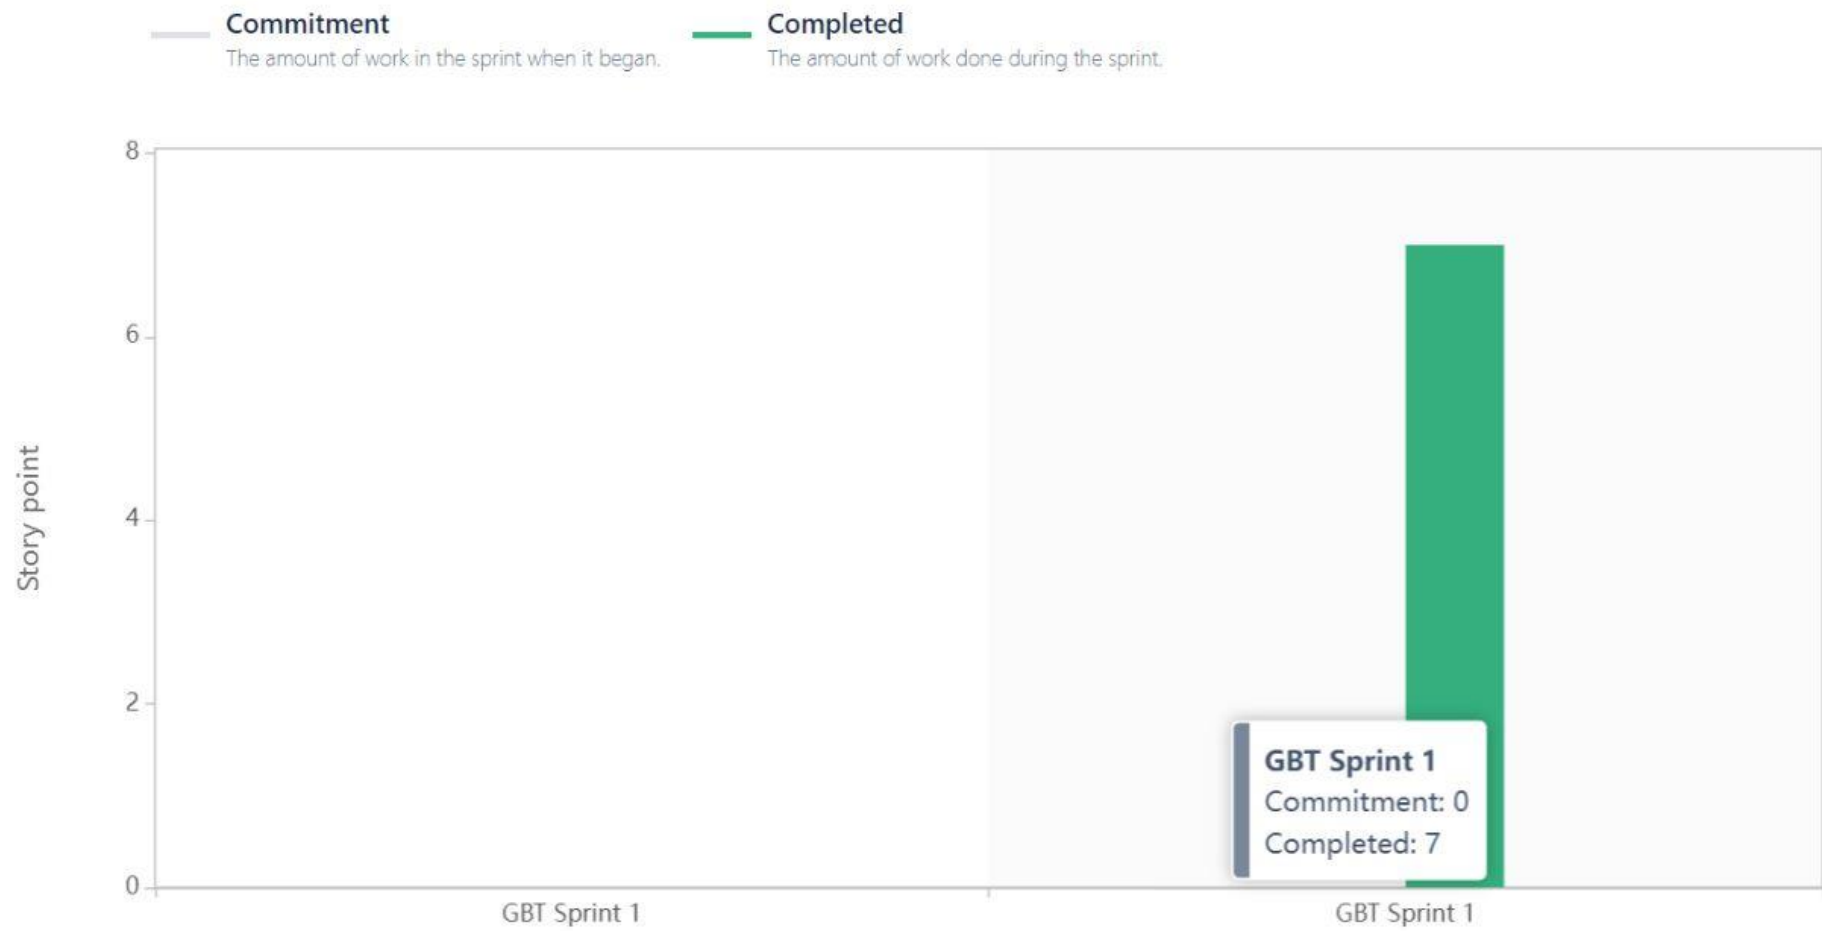 Commitment
The amount of work in the sprint when it began.
Completed
The amount of work done during the sprint.
8
6
4
2
0
Story point
GBT Sprint 1
Commitment: 0
Completed: 7
GBT Sprint 1
GBT Sprint 1